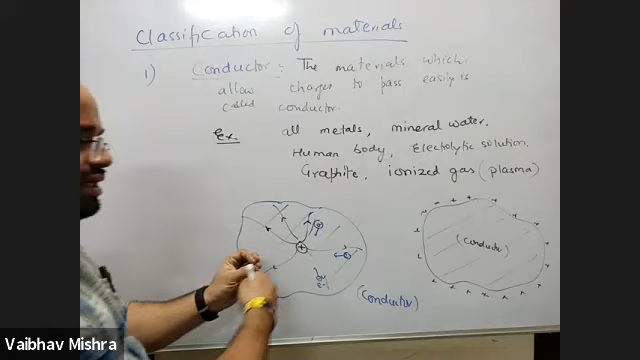 Classification of materials
1) Conductor :- The materials which
allow charges to pass easily is
called conductor.
Ex. all metals, mineral water.
Human body, Electrolytic solution.
Graphite, ionized gas (plasma)
(Conductor)
(Conductor)
Vaibhav Mishra